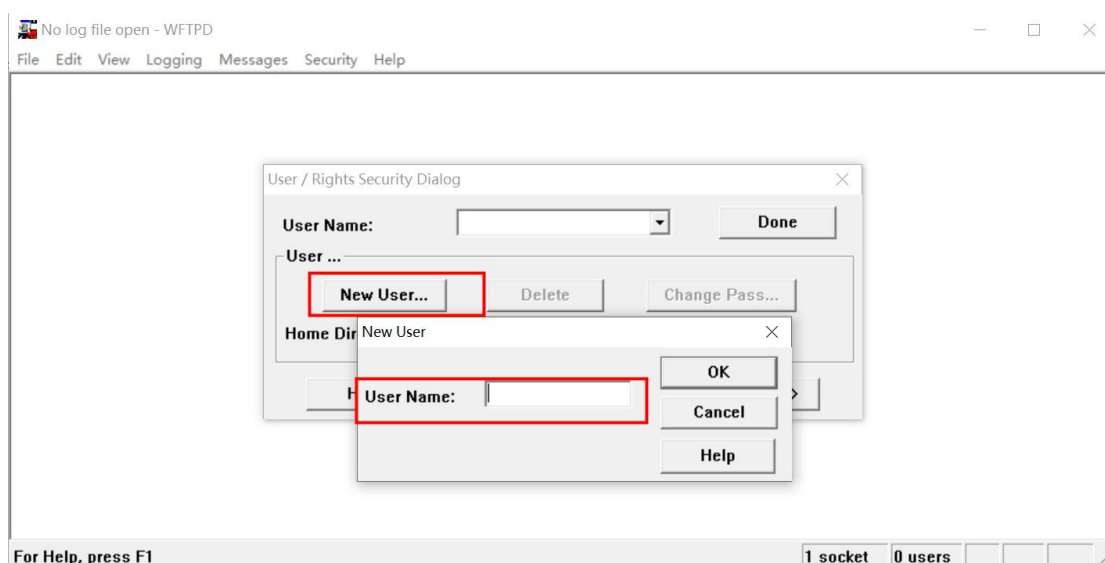 No log file open - WFTPD
File Edit View Logging Messages Security Help
User / Rights Security Dialog
User Name:
Done
User ...
New User...
Delete
Change Pass...
Home Dir
New User
User Name:
OK
Cancel
Help
H
>
For Help, press F1
1 socket
0 users